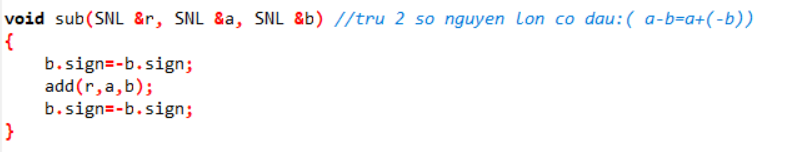 void sub(SNL &r, SNL &a, SNL &b) //tru 2 so nguyen lon co dau:( a-b=a+(-b))
{
    b.sign=-b.sign;
    add(r,a,b);
    b.sign=-b.sign;
}